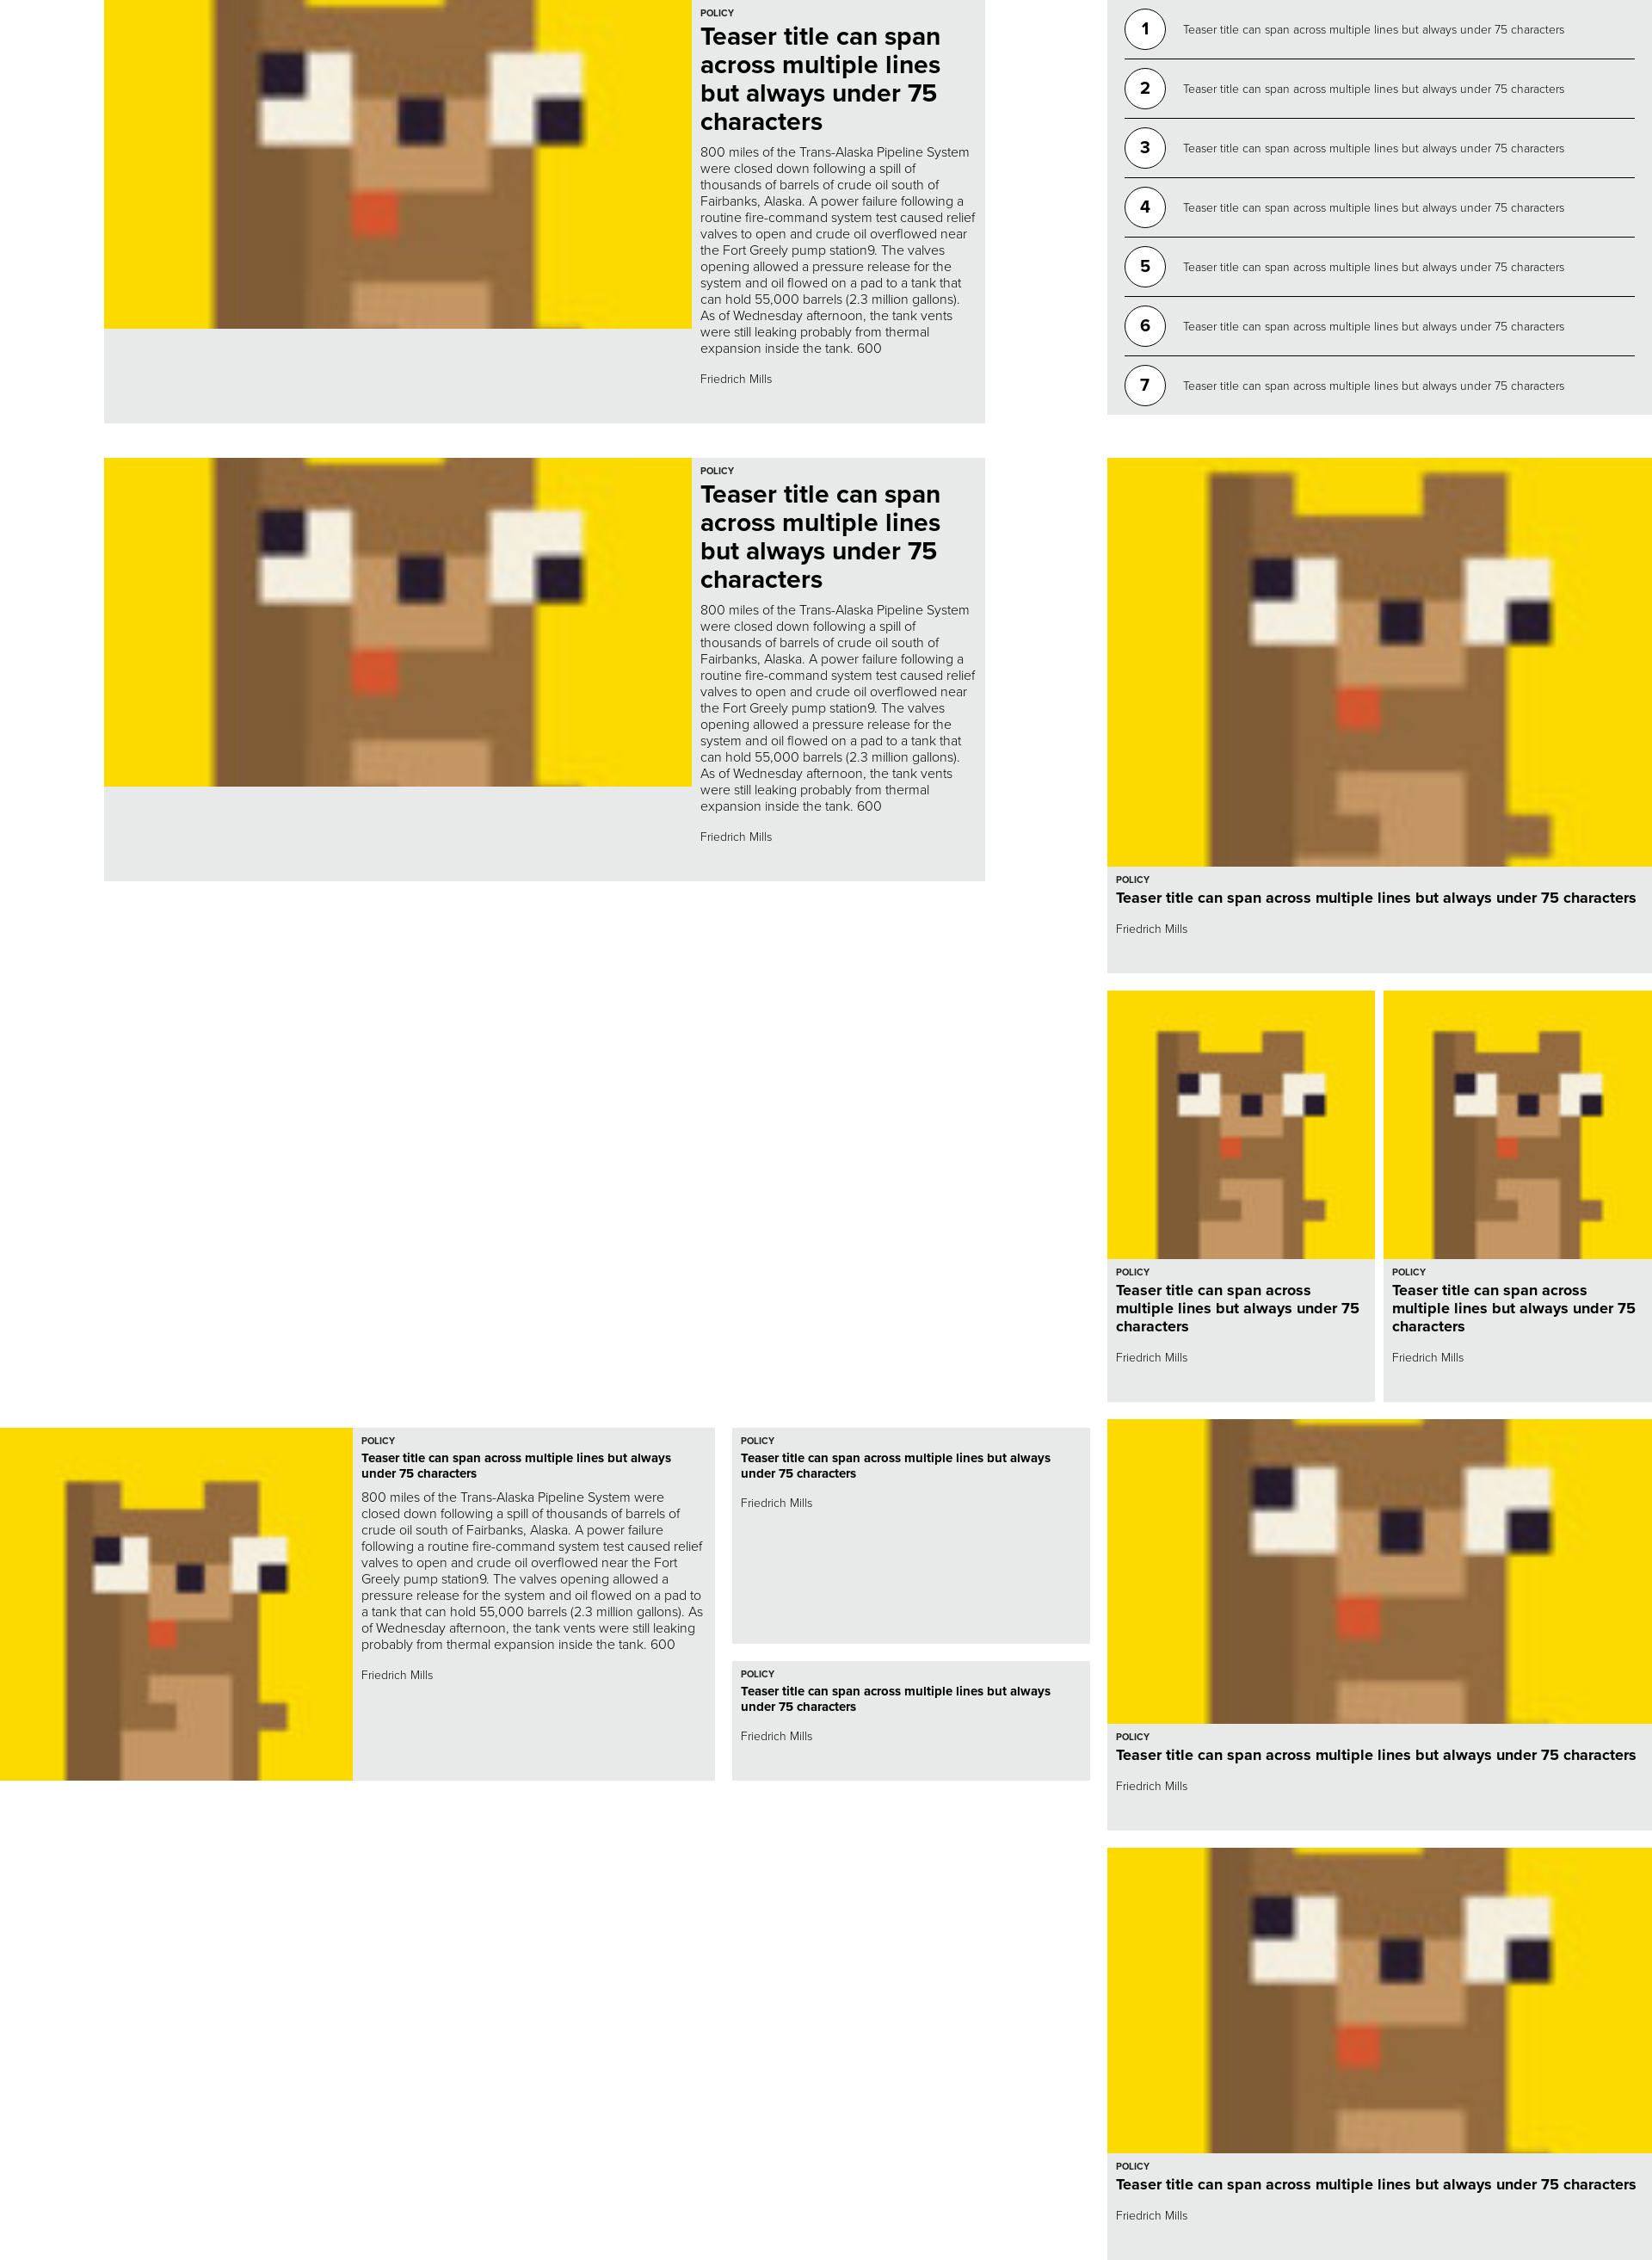 POLICY
Teaser title can span
across multiple lines
but always under 75
characters
800 miles of the Trans-Alaska Pipeline System
were closed down following a spill of
thousands of barrels of crude oil south of
Fairbanks, Alaska. A power failure following a
routine fire-command system test caused relief
valves to open and crude oil overflowed near
the Fort Greely pump station9. The valves
opening allowed a pressure release for the
system and oil flowed on a pad to a tank that
can hold 55,000 barrels (2.3 million gallons).
As of Wednesday afternoon, the tank vents
were still leaking probably from thermal
expansion inside the tank. 600
Friedrich Mills
1 Teaser title can span across multiple lines but always under 75 characters
2 Teaser title can span across multiple lines but always under 75 characters
3 Teaser title can span across multiple lines but always under 75 characters
4 Teaser title can span across multiple lines but always under 75 characters
5 Teaser title can span across multiple lines but always under 75 characters
6 Teaser title can span across multiple lines but always under 75 characters
7 Teaser title can span across multiple lines but always under 75 characters
POLICY
Teaser title can span
across multiple lines
but always under 75
characters
800 miles of the Trans-Alaska Pipeline System
were closed down following a spill of
thousands of barrels of crude oil south of
Fairbanks, Alaska. A power failure following a
routine fire-command system test caused relief
valves to open and crude oil overflowed near
the Fort Greely pump station9. The valves
opening allowed a pressure release for the
system and oil flowed on a pad to a tank that
can hold 55,000 barrels (2.3 million gallons).
As of Wednesday afternoon, the tank vents
were still leaking probably from thermal
expansion inside the tank. 600
Friedrich Mills
POLICY
Teaser title can span across multiple lines but always under 75 characters
Friedrich Mills
POLICY
Teaser title can span across
multiple lines but always under 75
characters
Friedrich Mills
POLICY
Teaser title can span across
multiple lines but always under 75
characters
Friedrich Mills
POLICY
Teaser title can span across multiple lines but always
under 75 characters
800 miles of the Trans-Alaska Pipeline System were
closed down following a spill of thousands of barrels of
crude oil south of Fairbanks, Alaska. A power failure
following a routine fire-command system test caused relief
valves to open and crude oil overflowed near the Fort
Greely pump station9. The valves opening allowed a
pressure release for the system and oil flowed on a pad to
a tank that can hold 55,000 barrels (2.3 million gallons). As
of Wednesday afternoon, the tank vents were still leaking
probably from thermal expansion inside the tank. 600
Friedrich Mills
POLICY
Teaser title can span across multiple lines but always
under 75 characters
Friedrich Mills
POLICY
Teaser title can span across multiple lines but always
under 75 characters
Friedrich Mills
POLICY
Teaser title can span across multiple lines but always under 75 characters
Friedrich Mills
POLICY
Teaser title can span across multiple lines but always under 75 characters
Friedrich Mills